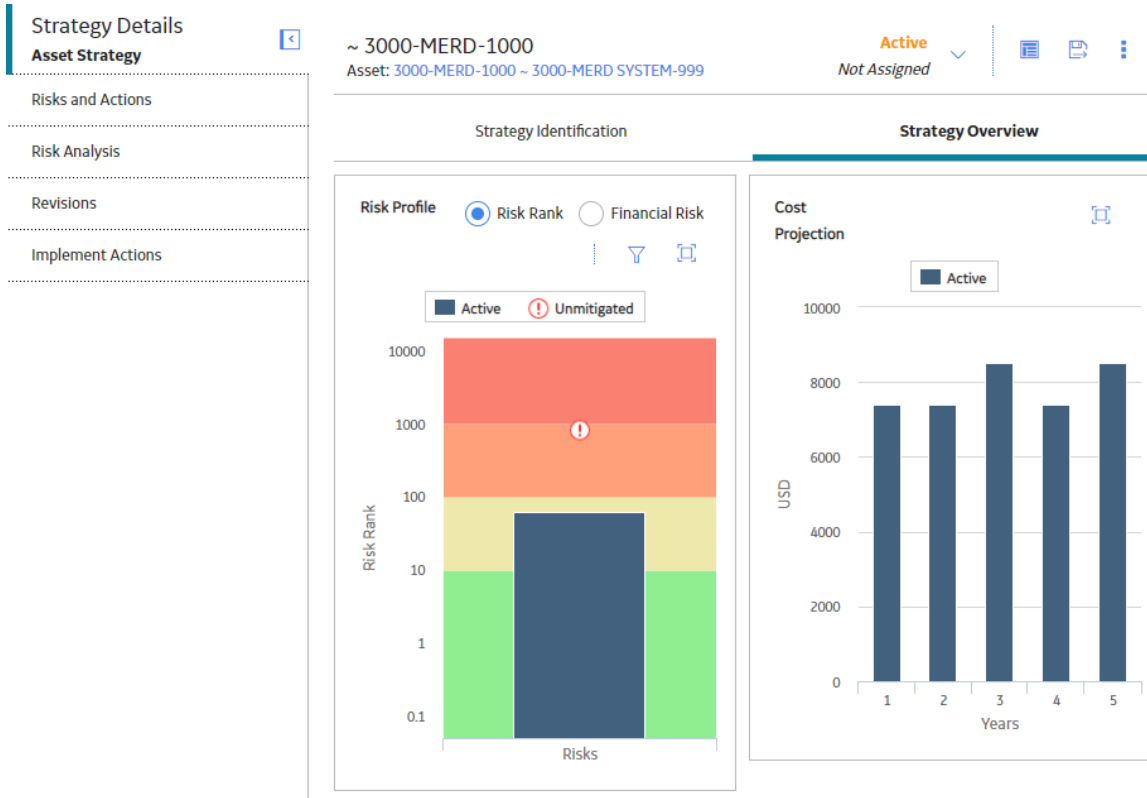 Strategy Details
Asset Strategy
Risks and Actions
Risk Analysis
Revisions
Implement Actions
~ 3000-MERD-1000
Asset: 3000-MERD-1000 ~ 3000-MERD SYSTEM-999
Active
Not Assigned
Strategy Identification
Strategy Overview
Risk Profile
Risk Rank
Financial Risk
Active
Unmitigated
10000
1000
100
10
1
0.1
Risk Rank
Risks
Cost
Projection
Active
10000
8000
6000
4000
2000
0
USD
1 2 3 4 5
Years